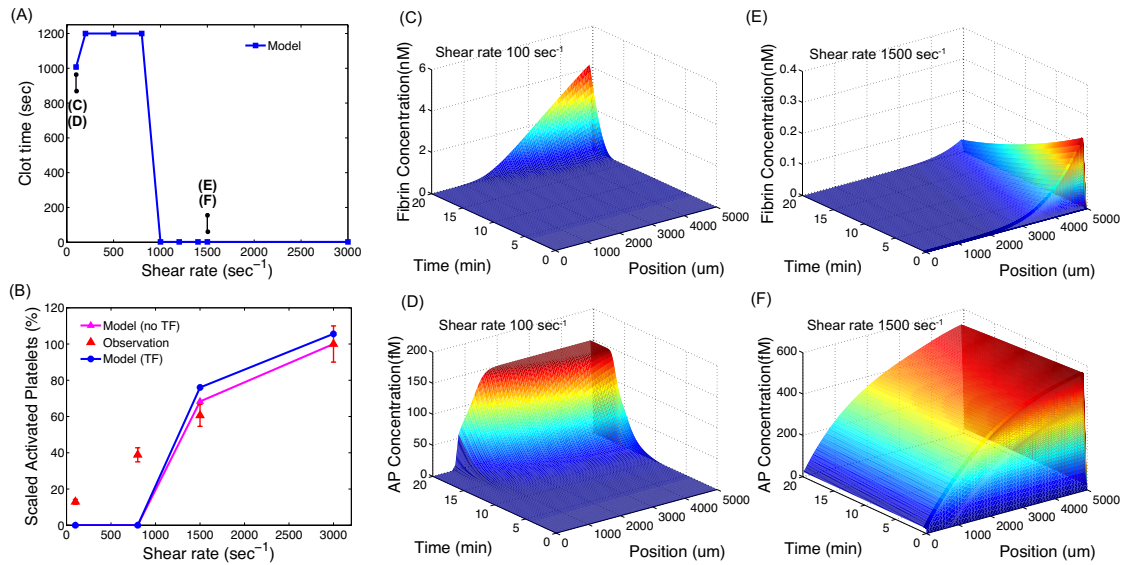 (A)
1200
1000
800
600
400
200
0
Clot time (sec)
Model
(C)
(D)
(E)
(F)
0 500 1000 1500 2000 2500 3000
Shear rate (sec⁻¹)
(B)
120
100
80
60
40
20
0
Scaled Activated Platelets (%)
Model (no TF)
Observation
Model (TF)
0 500 1000 1500 2000 2500 3000
Shear rate (sec⁻¹)
(C)
Shear rate 100 sec⁻¹
6
4
2
0
Fibrin Concentration(nM)
20
15
10
5
0
Time (min)
0
1000
2000
3000
4000
5000
Position (um)
(D)
Shear rate 100 sec⁻¹
200
150
100
50
0
AP Concentration(fM)
20
15
10
5
0
Time (min)
0
1000
2000
3000
4000
5000
Position (um)
(E)
Shear rate 1500 sec⁻¹
0.4
0.3
0.2
0.1
0
Fibrin Concentration(nM)
20
15
10
5
0
Time (min)
0
1000
2000
3000
4000
5000
Position (um)
(F)
Shear rate 1500 sec⁻¹
600
400
200
0
AP Concentration(fM)
20
15
10
5
0
Time (min)
0
1000
2000
3000
4000
5000
Position (um)